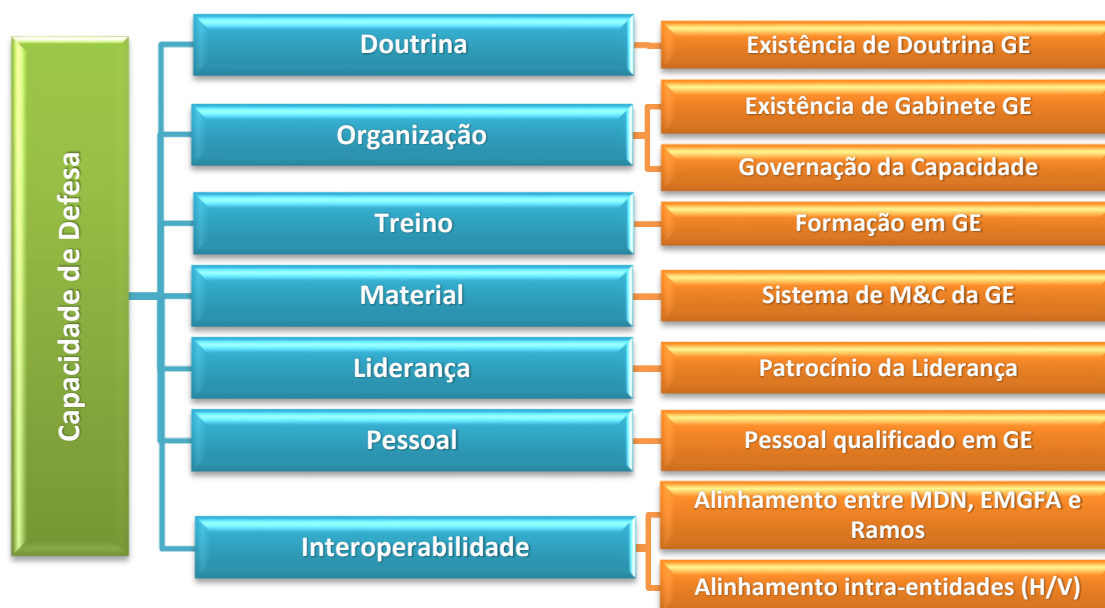 Capacidade de Defesa
Doutrina
Existência de Doutrina GE
Organização
Existência de Gabinete GE
Governação da Capacidade
Treino
Formação em GE
Material
Sistema de M&C da GE
Liderança
Patrocínio da Liderança
Pessoal
Pessoal qualificado em GE
Interoperabilidade
Alinhamento entre MDN, EMGFA e
Ramos
Alinhamento intra-entidades (H/V)